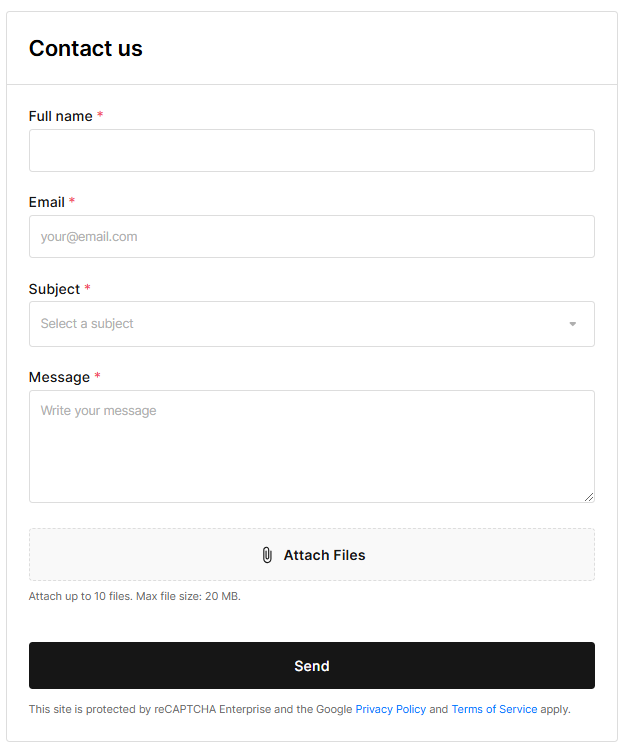 Contact us
Full name *
Email *
your@email.com
Subject *
Select a subject
Message *
Write your message
Attach Files
Attach up to 10 files. Max file size: 20 MB.
Send
This site is protected by reCAPTCHA Enterprise and the Google Privacy Policy and Terms of Service apply.